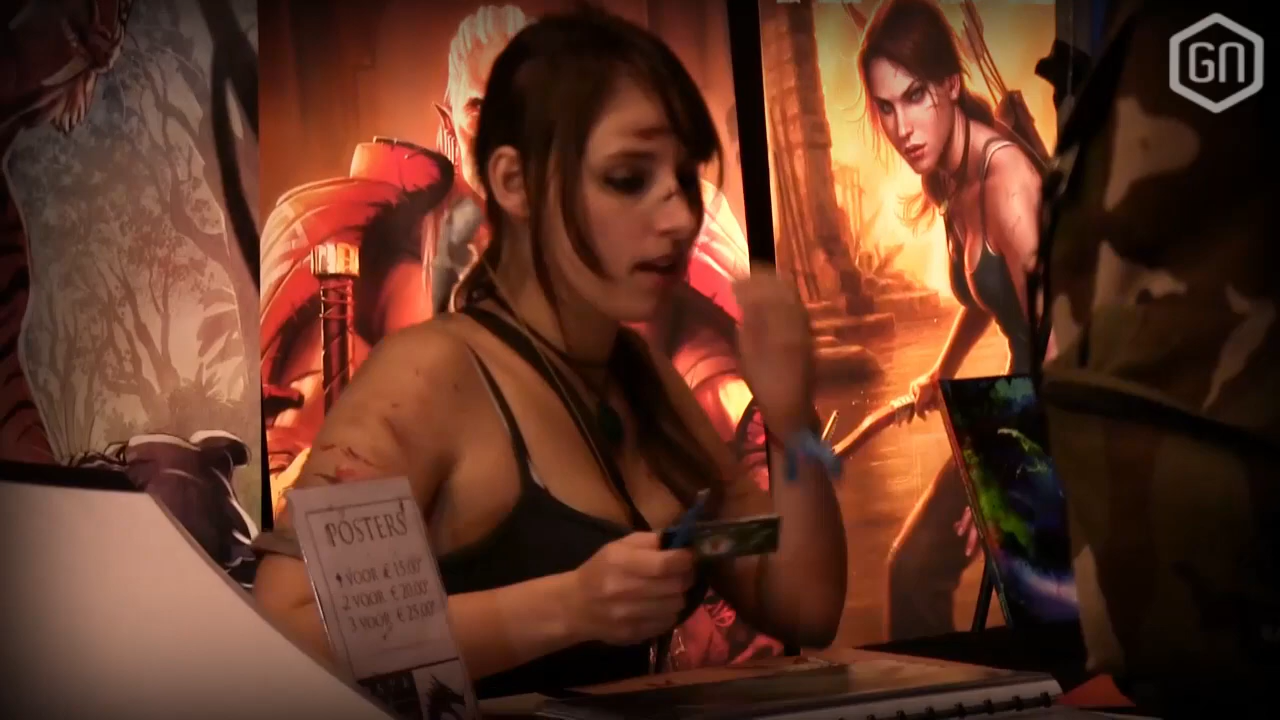 GN
POSTERS
1 VOOR € 15.00
2 VOOR € 20.00
3 VOOR € 25.00